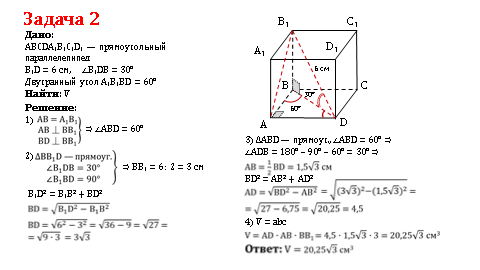 Задача 2
Дано:
ABCDA₁B₁C₁D₁ — прямоугольный
параллелепипед
B₁D = 6 см, ∠B₁DB = 30°
Двугранный угол A₁B₁BD = 60°
Найти: V
Решение:
1) AB = A₁B₁
AB ⊥ BB₁
BD ⊥ BB₁
} ⇒ ∠ABD = 60°
2) ΔBB₁D — прямоуг.
∠B₁DB = 30°
∠B₁BD = 90°
} ⇒ BB₁ = 6 : 2 = 3 см
B₁D² = B₁B² + BD²
BD = √B₁D² − B₁B²
BD = √6² − 3² = √36 − 9 = √27 =
= √9 · 3 = 3√3
B₁
C₁
A₁
D₁
6 см
B
30°
C
60°
A
D
3) ΔABD — прямоуг., ∠ABD = 60° ⇒
∠ADB = 180° − 90° − 60° = 30° ⇒
AB = 1/2 BD = 1,5√3 см
BD² = AB² + AD²
AD = √BD² − AB² = √(3√3)² − (1,5√3)² =
= √27 − 6,75 = √20,25 = 4,5
4) V = abc
V = AD · AB · BB₁ = 4,5 · 1,5√3 · 3 = 20,25√3 см³
Ответ: V = 20,25√3 см³